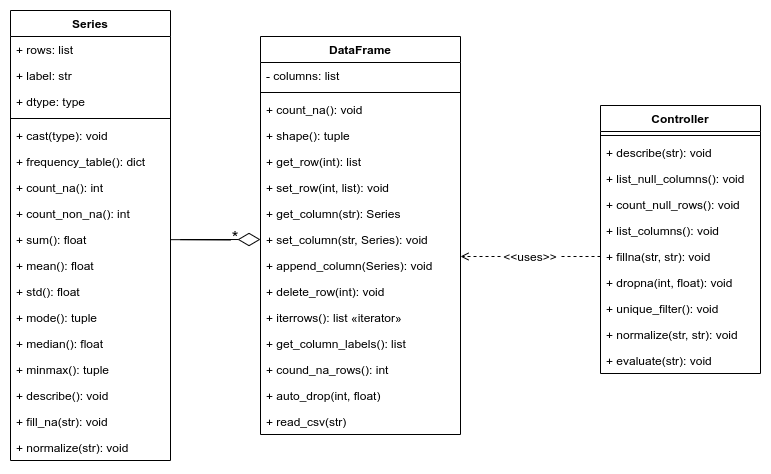 Series
+ rows: list
+ label: str
+ dtype: type
+ cast(type): void
+ frequency_table(): dict
+ count_na(): int
+ count_non_na(): int
+ sum(): float
+ mean(): float
+ std(): float
+ mode(): tuple
+ median(): float
+ minmax(): tuple
+ describe(): void
+ fill_na(str): void
+ normalize(str): void
*
DataFrame
- columns: list
+ count_na(): void
+ shape(): tuple
+ get_row(int): list
+ set_row(int, list): void
+ get_column(str): Series
+ set_column(str, Series): void
+ append_column(Series): void
+ delete_row(int): void
+ iterrows(): list «iterator»
+ get_column_labels(): list
+ cound_na_rows(): int
+ auto_drop(int, float)
+ read_csv(str)
<<uses>>
Controller
+ describe(str): void
+ list_null_columns(): void
+ count_null_rows(): void
+ list_columns(): void
+ fillna(str, str): void
+ dropna(int, float): void
+ unique_filter(): void
+ normalize(str, str): void
+ evaluate(str): void